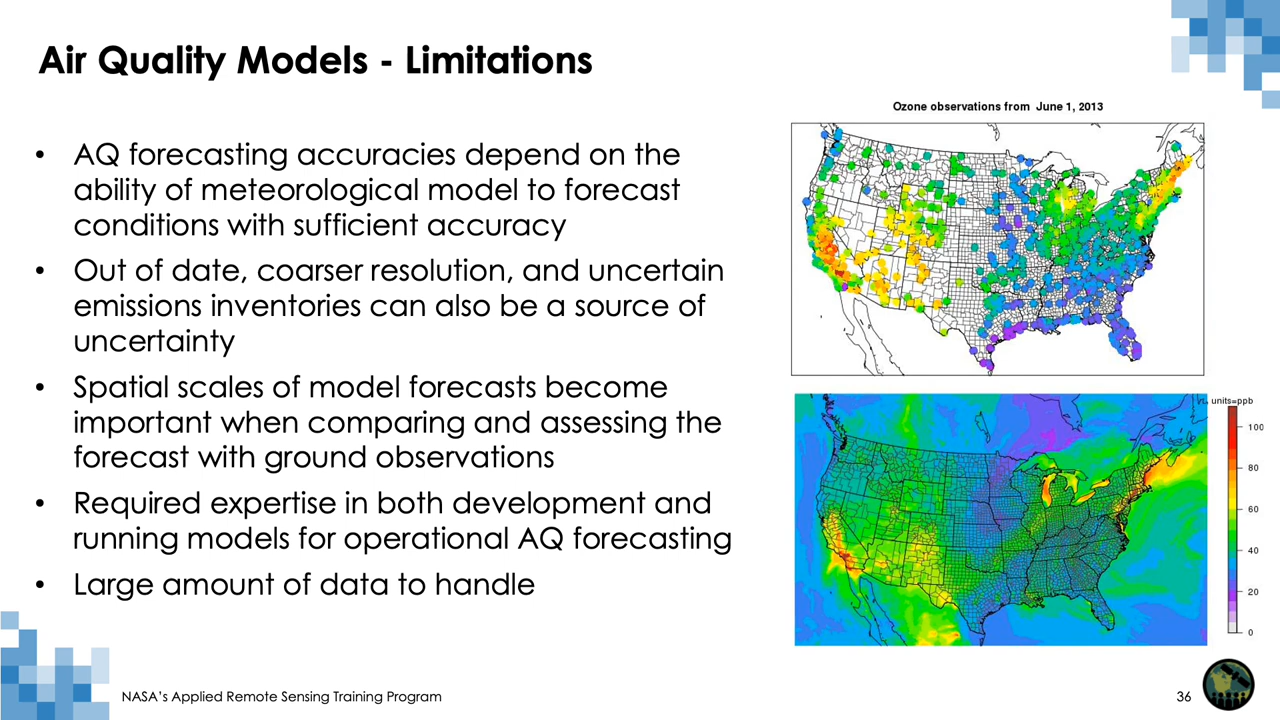 Air Quality Models - Limitations
• AQ forecasting accuracies depend on the
ability of meteorological model to forecast
conditions with sufficient accuracy
• Out of date, coarser resolution, and uncertain
emissions inventories can also be a source of
uncertainty
• Spatial scales of model forecasts become
important when comparing and assessing the
forecast with ground observations
• Required expertise in both development and
running models for operational AQ forecasting
• Large amount of data to handle
Ozone observations from June 1, 2013
units=ppb
100
80
60
40
20
0
NASA's Applied Remote Sensing Training Program
36